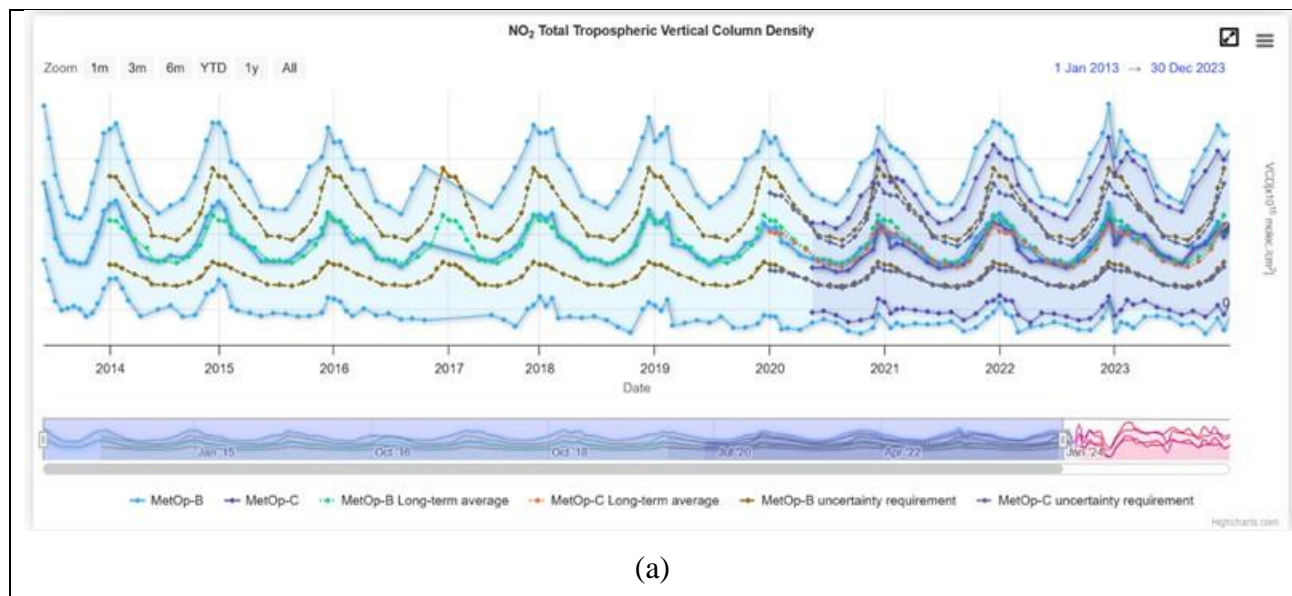 NO₂ Total Tropospheric Vertical Column Density
Zoom 1m 3m 6m YTD 1y All
1 Jan 2013 → 30 Dec 2023
VCD[x10¹⁵ molec./cm²]
0
2014 2015 2016 2017 2018 2019 2020 2021 2022 2023
Date
Jan '15 Oct '16 Oct '18 Jul '20 Apr '22 Jan '24
MetOp-B MetOp-C MetOp-B Long-term average MetOp-C Long-term average MetOp-B uncertainty requirement MetOp-C uncertainty requirement
Highcharts.com
(a)